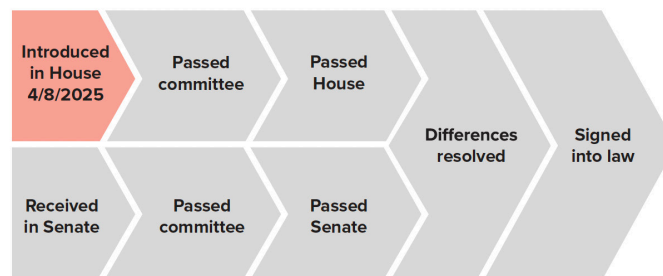 Introduced
in House
4/8/2025
Passed
committee
Passed
House
Differences
resolved
Signed
into law
Received
in Senate
Passed
committee
Passed
Senate